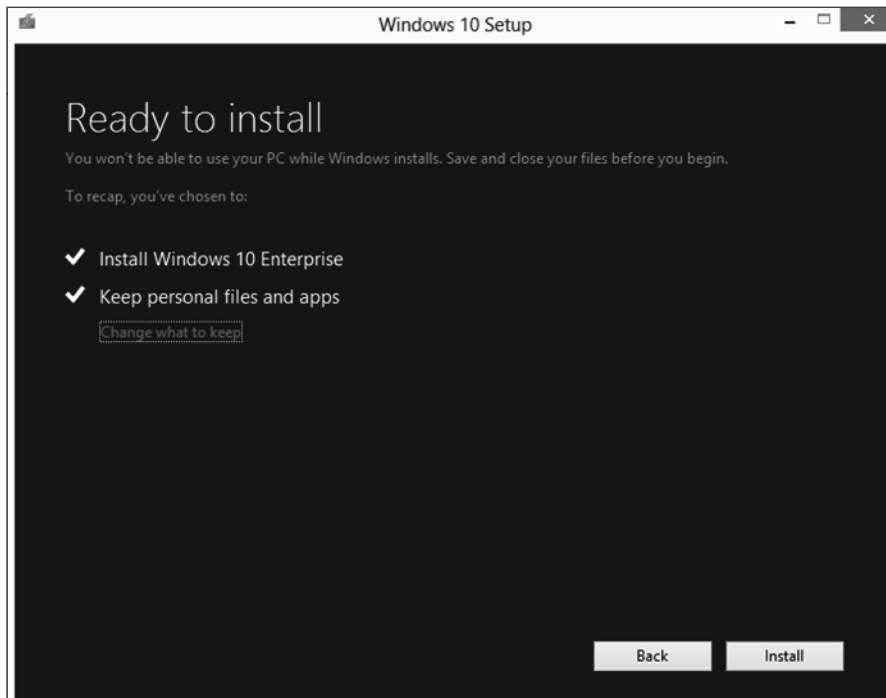 Windows 10 Setup
Ready to install
You won't be able to use your PC while Windows installs. Save and close your files before you begin.
To recap, you've chosen to:
Install Windows 10 Enterprise
Keep personal files and apps
Change what to keep
Back
Install